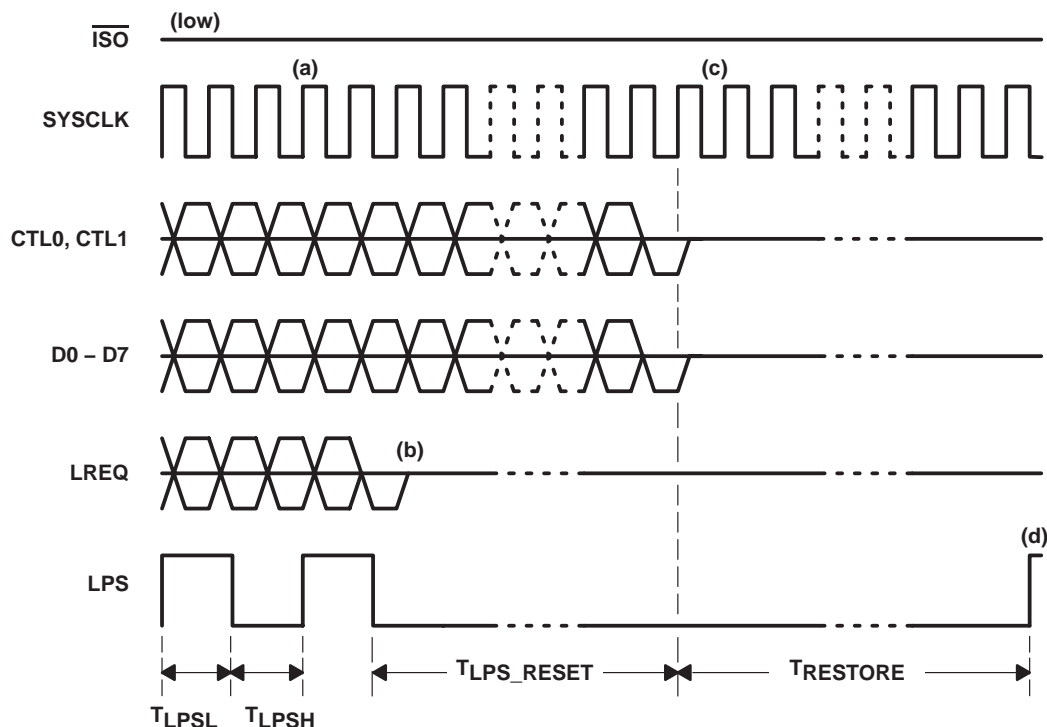 ISO
(low)
(a)
(c)
SYSCLK
CTL0, CTL1
D0 – D7
(b)
LREQ
(d)
LPS
TLPS_RESET
TRESTORE
TLPSL
TLPSH